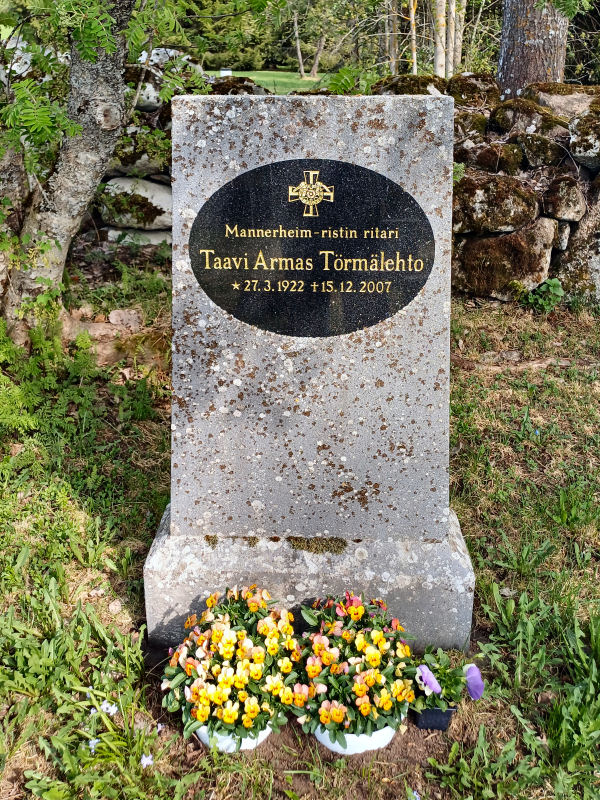 Mannerheim-ristin ritari
Taavi Armas Törmälehto
★ 27. 3. 1922 ✝ 15. 12. 2007